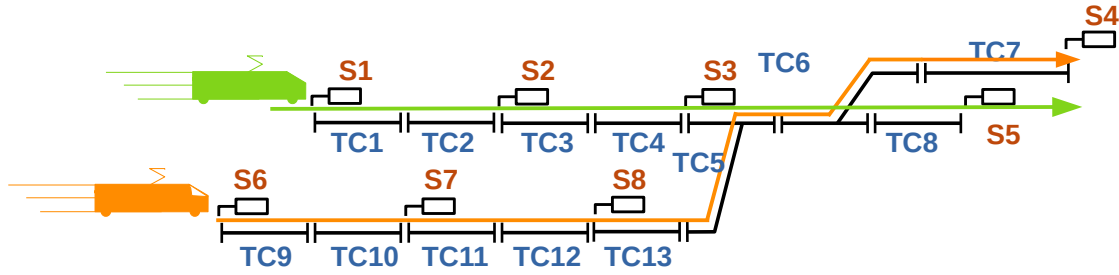 S4
TC7
TC6
S1
S2
S3
S5
TC1
TC2
TC3
TC4
TC8
TC5
S6
S7
S8
TC9
TC10
TC11
TC12
TC13